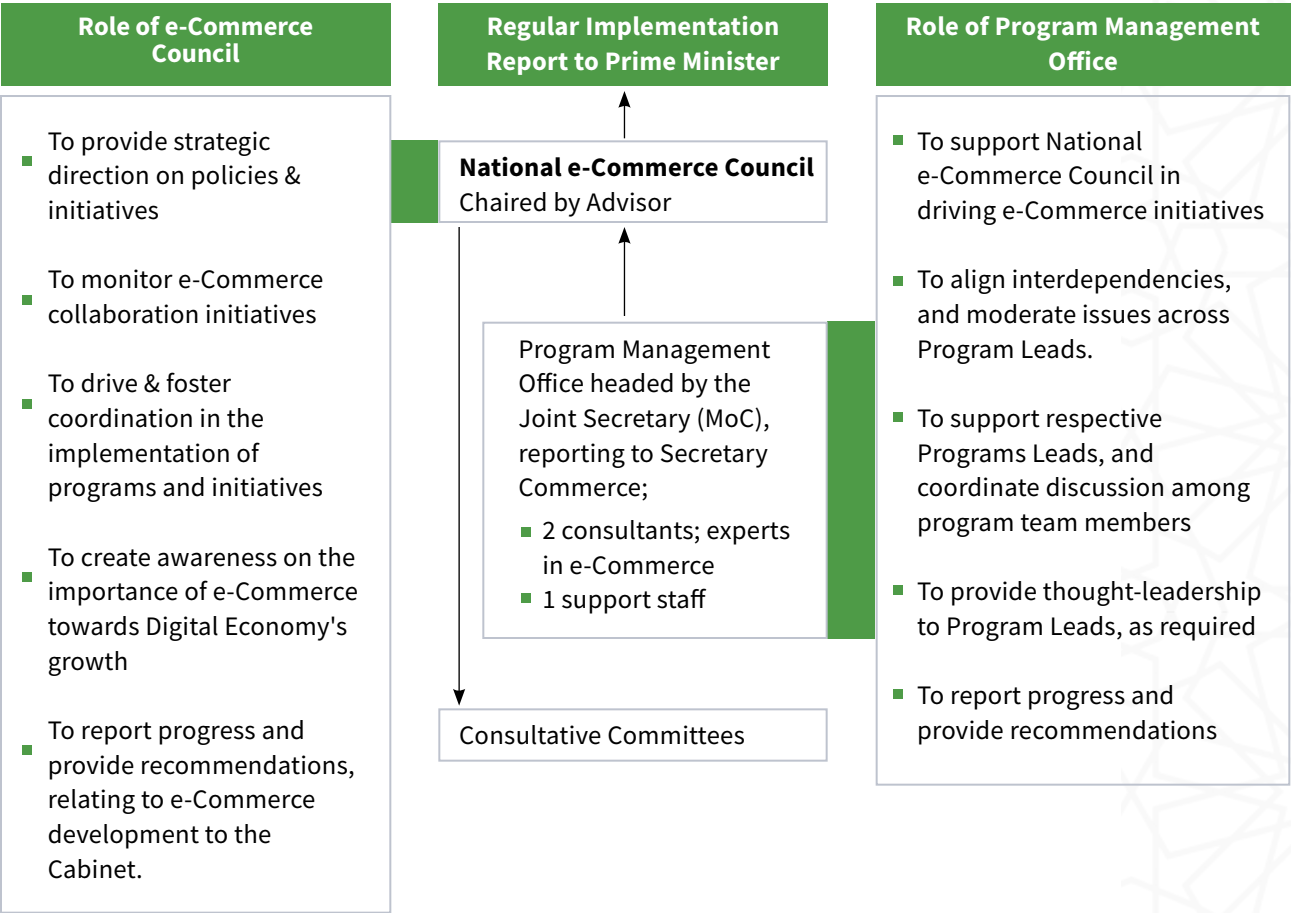 Role of e-Commerce
Council
To provide strategic
direction on policies &
initiatives
To monitor e-Commerce
collaboration initiatives
To drive & foster
coordination in the
implementation of
programs and initiatives
To create awareness on the
importance of e-Commerce
towards Digital Economy's
growth
To report progress and
provide recommendations,
relating to e-Commerce
development to the
Cabinet.
Regular Implementation
Report to Prime Minister
National e-Commerce Council
Chaired by Advisor
Program Management
Office headed by the
Joint Secretary (MoC),
reporting to Secretary
Commerce;
2 consultants; experts
in e-Commerce
1 support staff
Consultative Committees
Role of Program Management
Office
To support National
e-Commerce Council in
driving e-Commerce initiatives
To align interdependencies,
and moderate issues across
Program Leads.
To support respective
Programs Leads, and
coordinate discussion among
program team members
To provide thought-leadership
to Program Leads, as required
To report progress and
provide recommendations